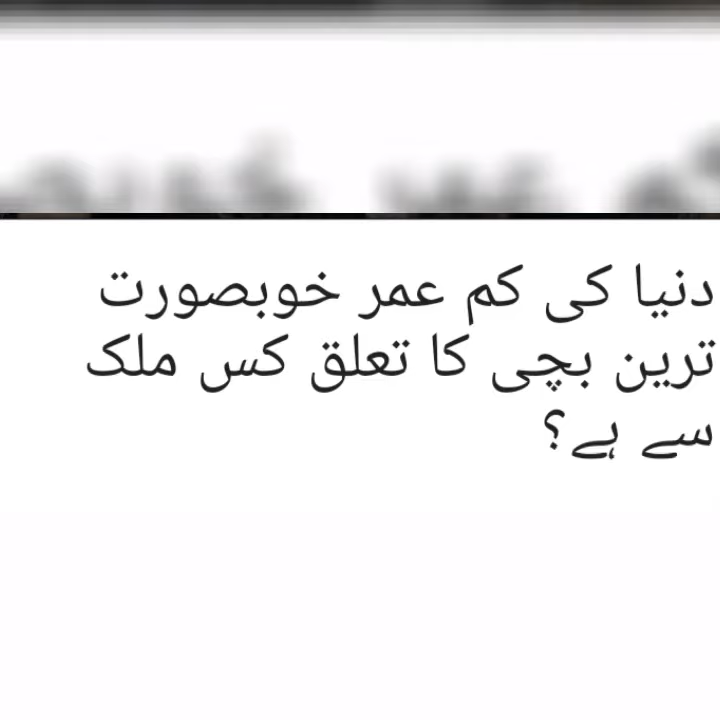 دنیا کی کم عمر خوبصورت
ترین بچی کا تعلق کس ملک
سے ہے؟